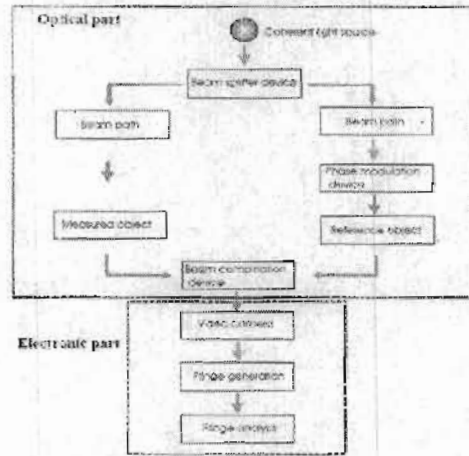 Optical part
Coherent light source
Beam splitter device
Beam path
Beam path
Phase modulation
device
Measured object
Reference object
Beam combination
device
Electronic part
Video camera
Fringe generation
Fringe analysis